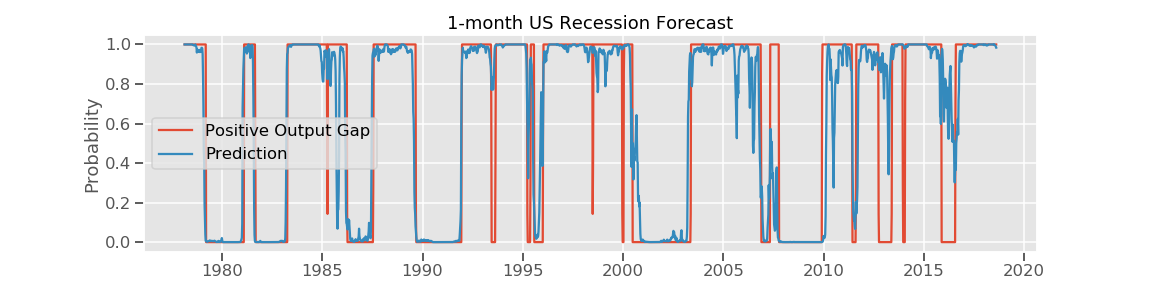 1-month US Recession Forecast
Probability
1.0
0.8
0.6
0.4
0.2
0.0
Positive Output Gap
Prediction
1980 1985 1990 1995 2000 2005 2010 2015 2020